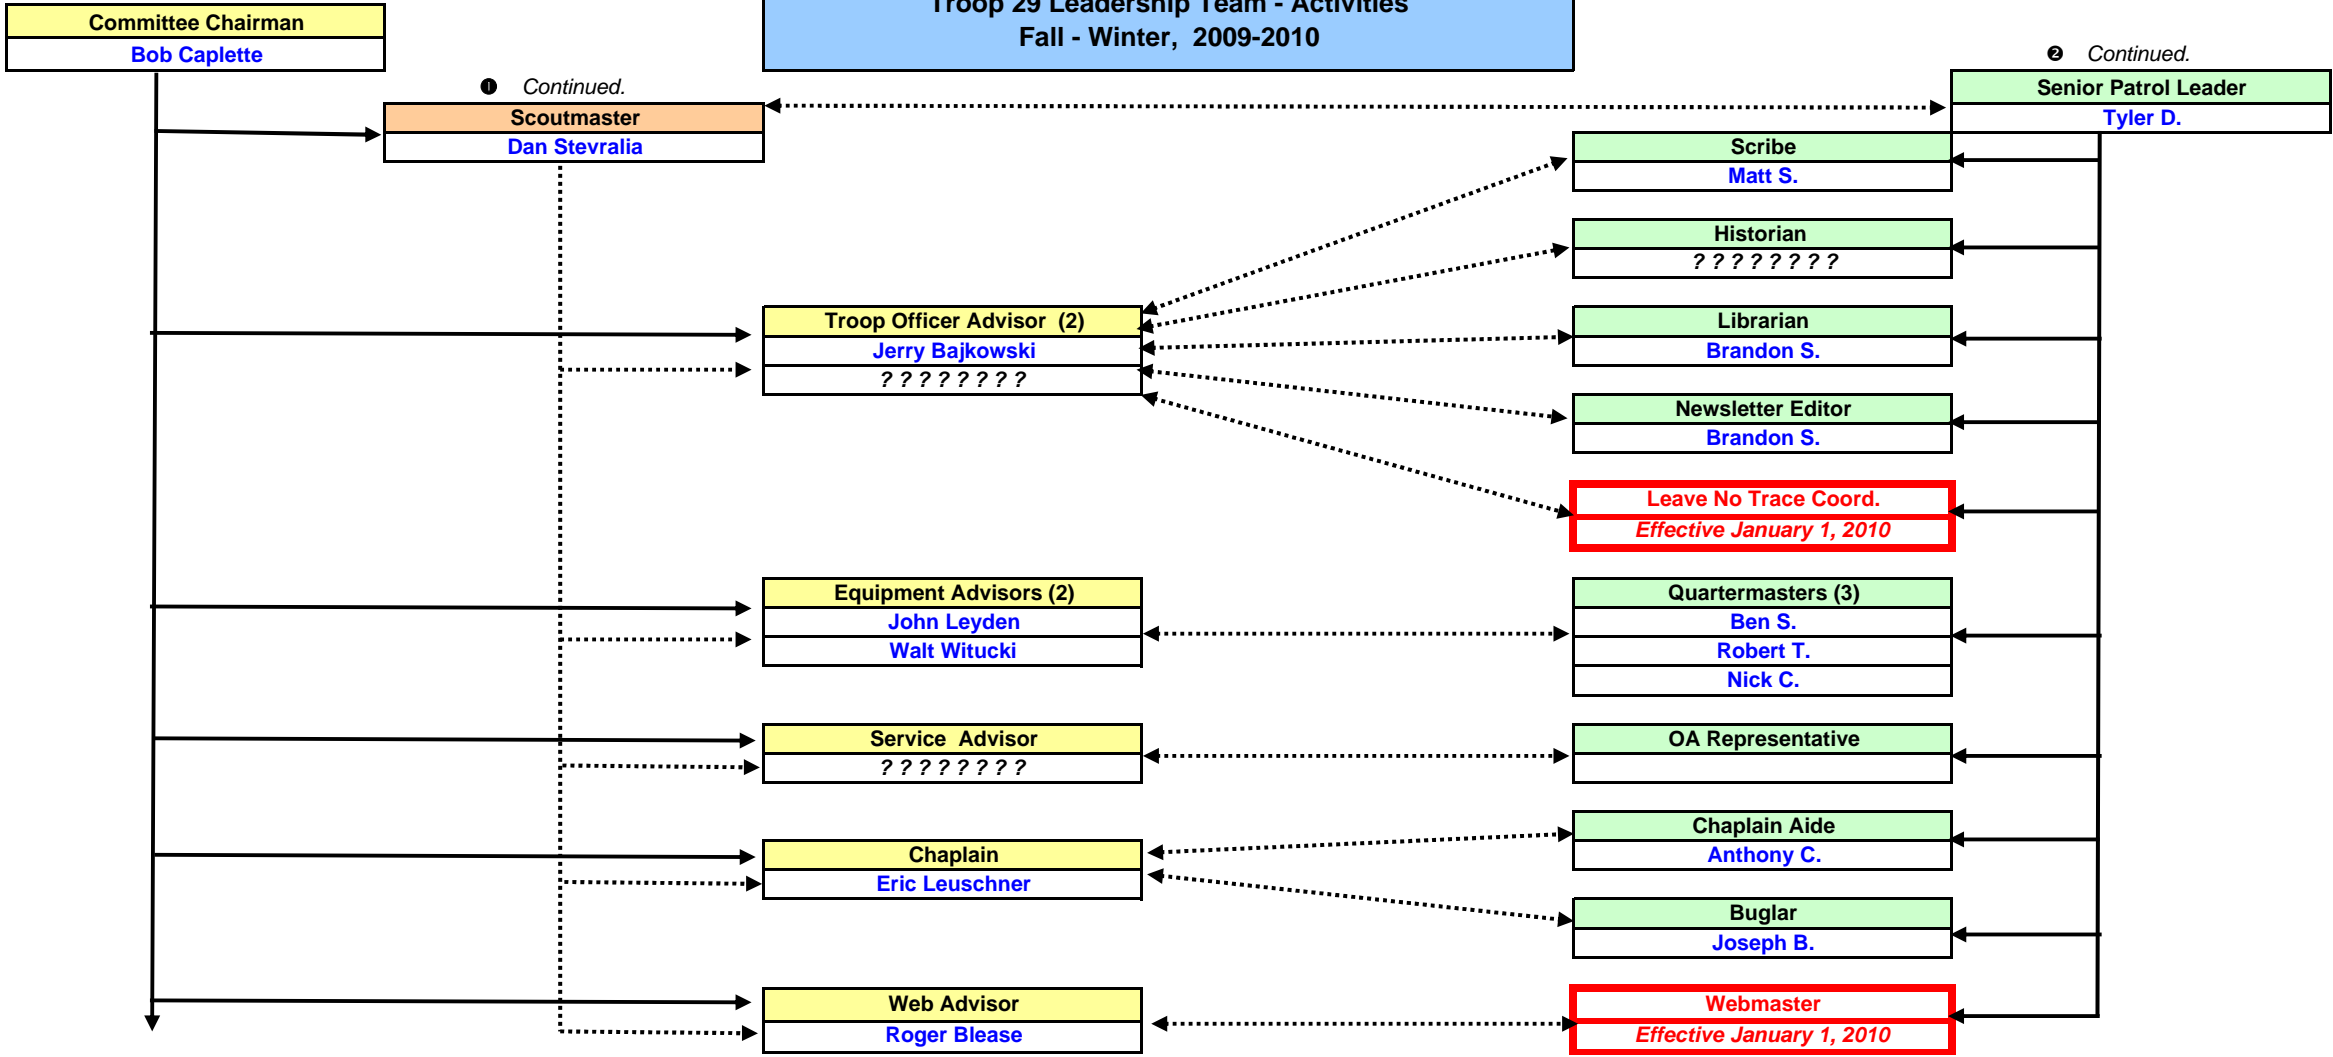 Troop 29 Leadership Team - Activities
Fall - Winter, 2009-2010
Committee Chairman
Bob Caplette
❶ Continued.
Scoutmaster
Dan Stevralia
❷ Continued.
Senior Patrol Leader
Tyler D.
Scribe
Matt S.
Historian
? ? ? ? ? ? ? ?
Troop Officer Advisor (2)
Jerry Bajkowski
? ? ? ? ? ? ? ?
Librarian
Brandon S.
Newsletter Editor
Brandon S.
Leave No Trace Coord.
Effective January 1, 2010
Equipment Advisors (2)
John Leyden
Walt Witucki
Quartermasters (3)
Ben S.
Robert T.
Nick C.
Service Advisor
? ? ? ? ? ? ? ?
OA Representative
Chaplain
Eric Leuschner
Chaplain Aide
Anthony C.
Buglar
Joseph B.
Web Advisor
Roger Blease
Webmaster
Effective January 1, 2010